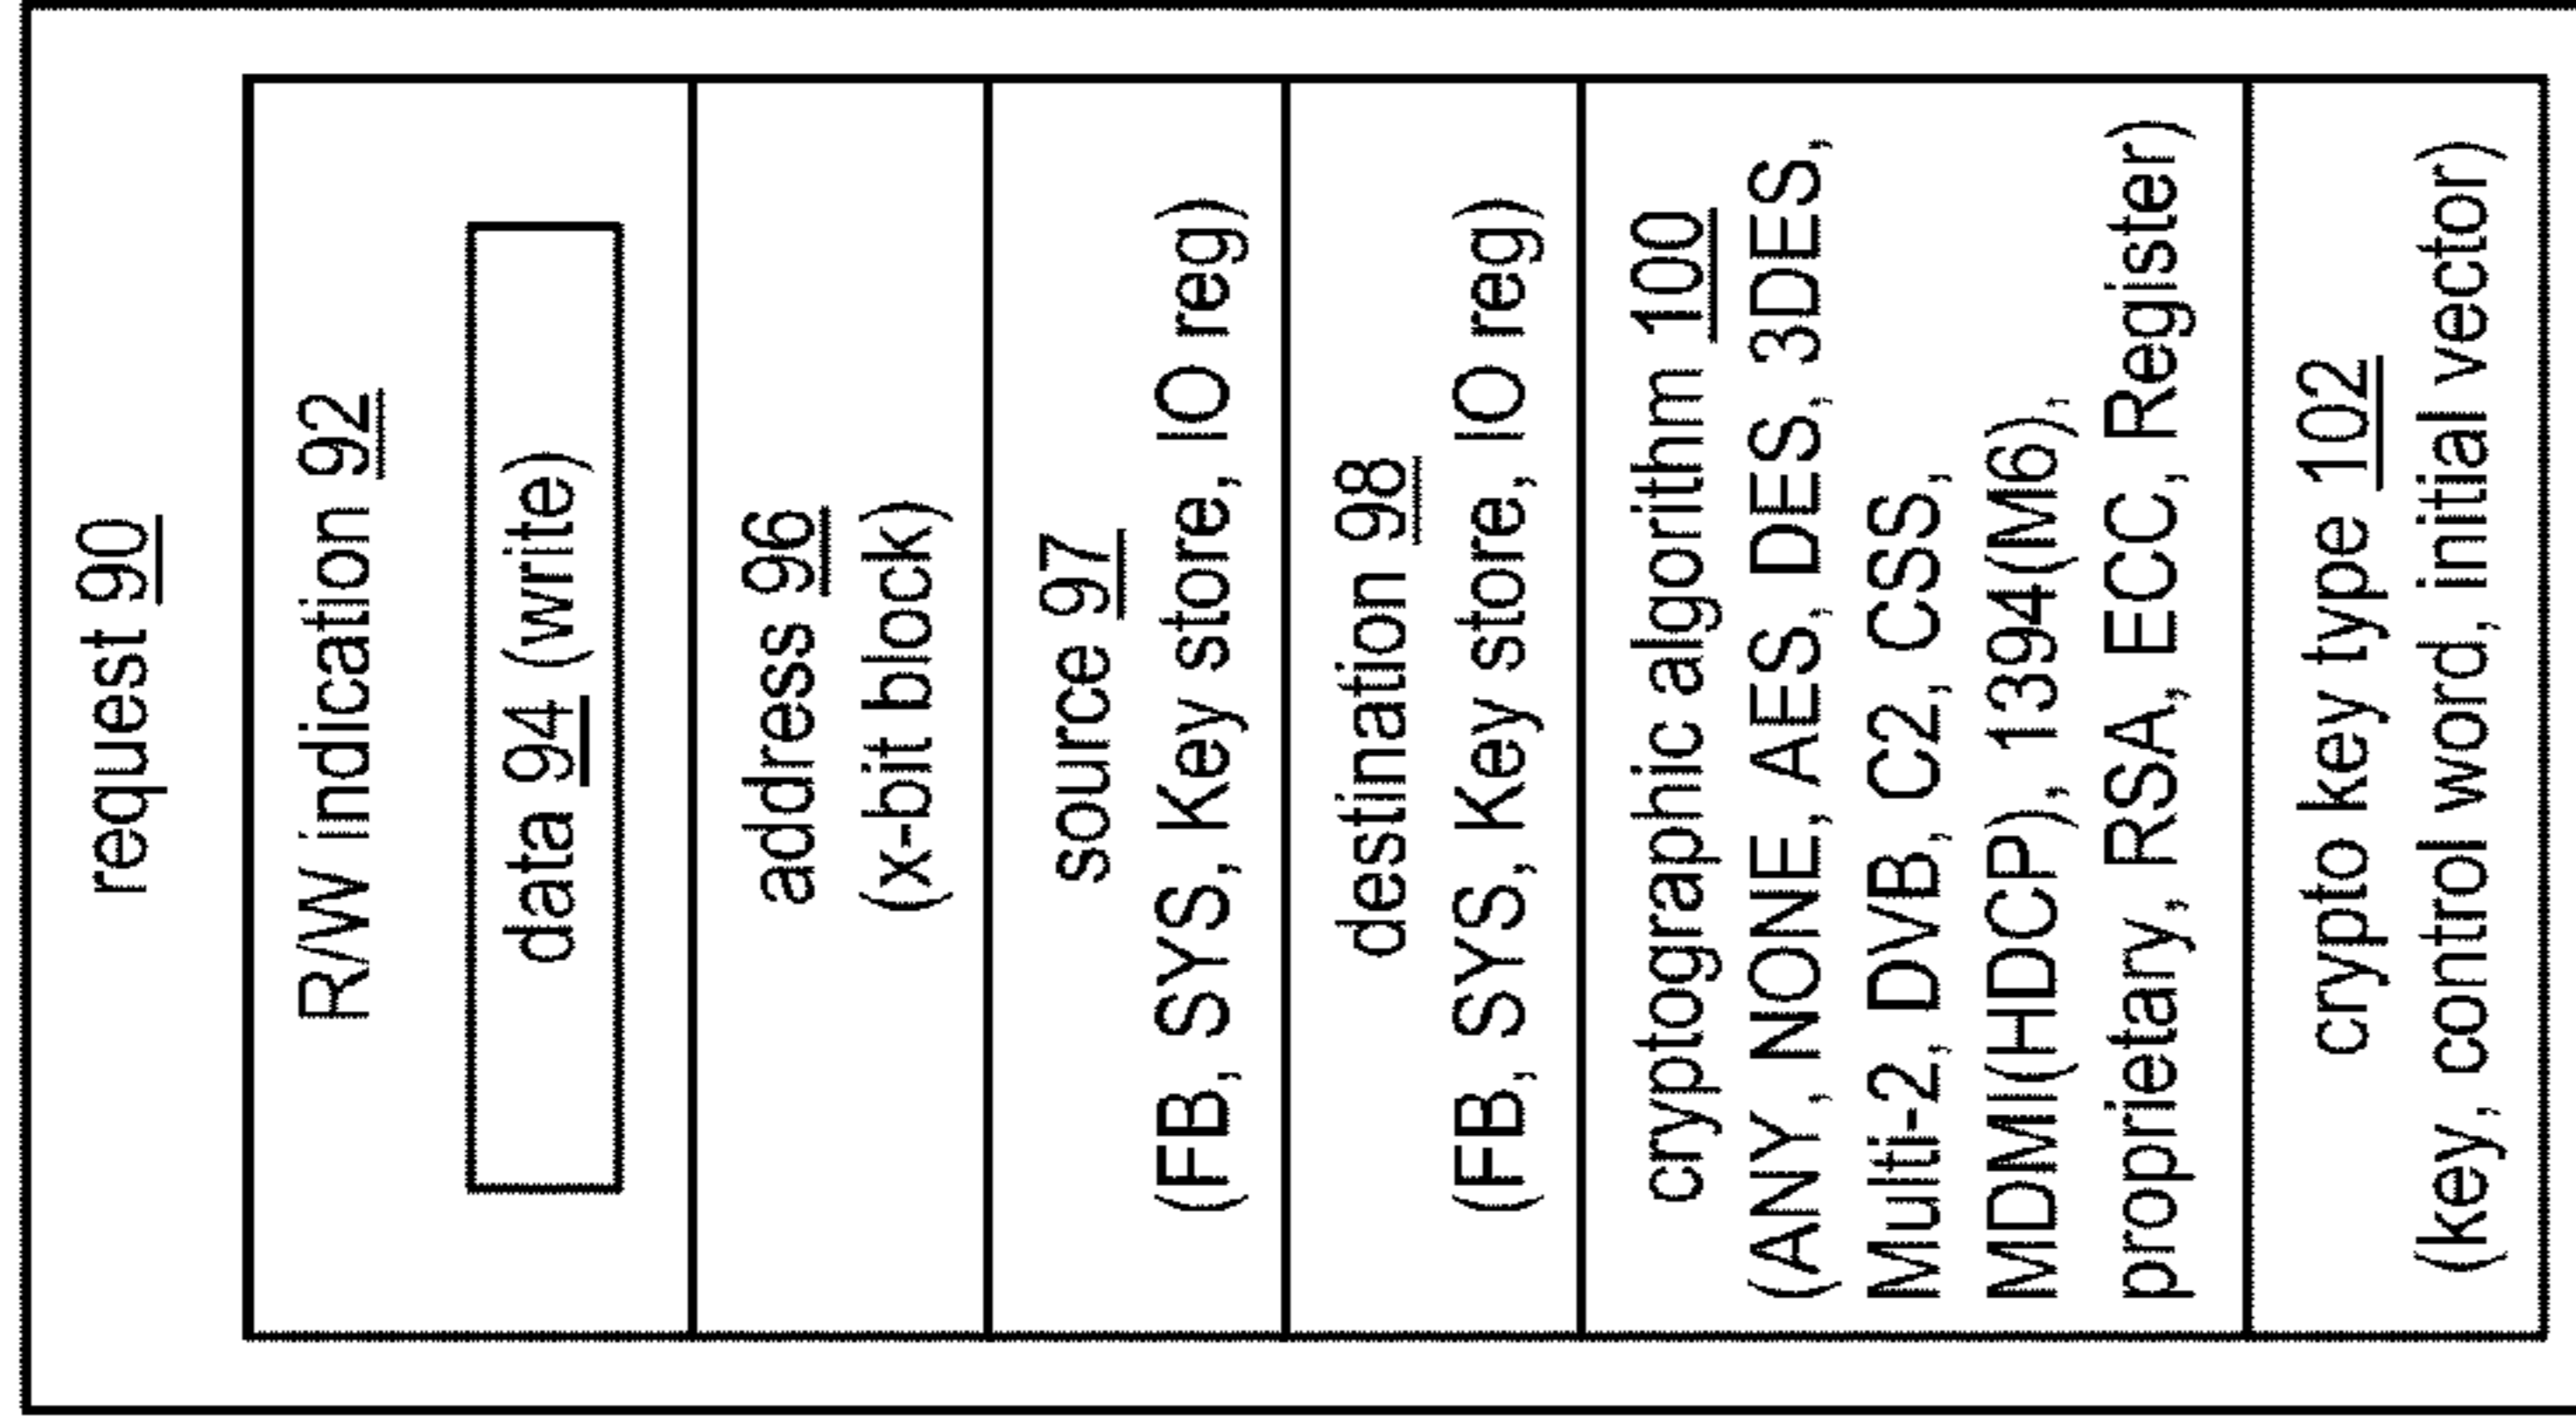 request 90
R/W indication 92
data 94 (write)
address 96
(x-bit block)
source 97
(FB, SYS, Key store, IO reg)
destination 98
(FB, SYS, Key store, IO reg)
cryptographic algorithm 100
(ANY, NONE, AES, DES, 3DES,
Multi-2, DVB, C2, CSS,
MDMI(HDCP), 1394(M6),
proprietary, RSA, ECC, Register)
crypto key type 102
(key, control word, initial vector)